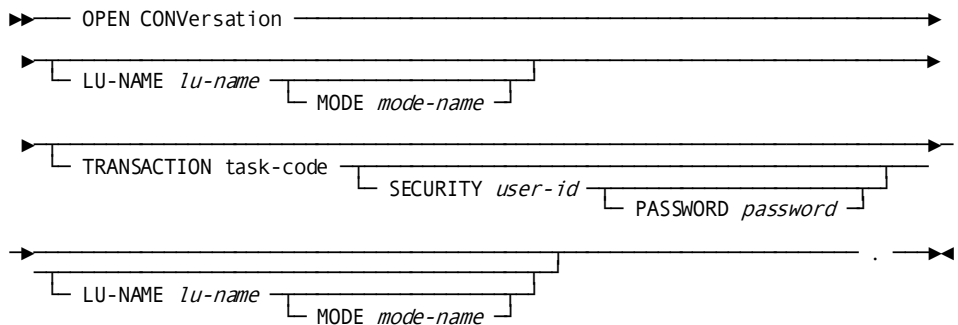 OPEN CONVersation
LU-NAME lu-name
MODE mode-name
TRANSACTION task-code
SECURITY user-id
PASSWORD password
.
LU-NAME lu-name
MODE mode-name